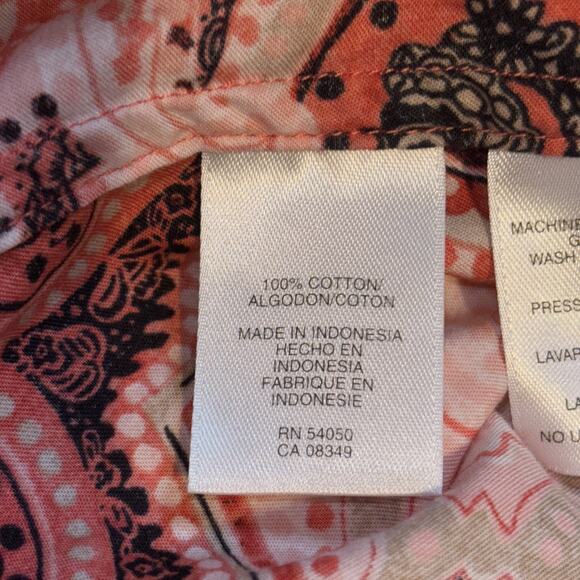 100% COTTON/
ALGODON/COTON
MADE IN INDONESIA
HECHO EN
INDONESIA
FABRIQUE EN
INDONESIE
RN 54050
CA 08349
MACHINE
WASH
PRESS
LAVAR
NO